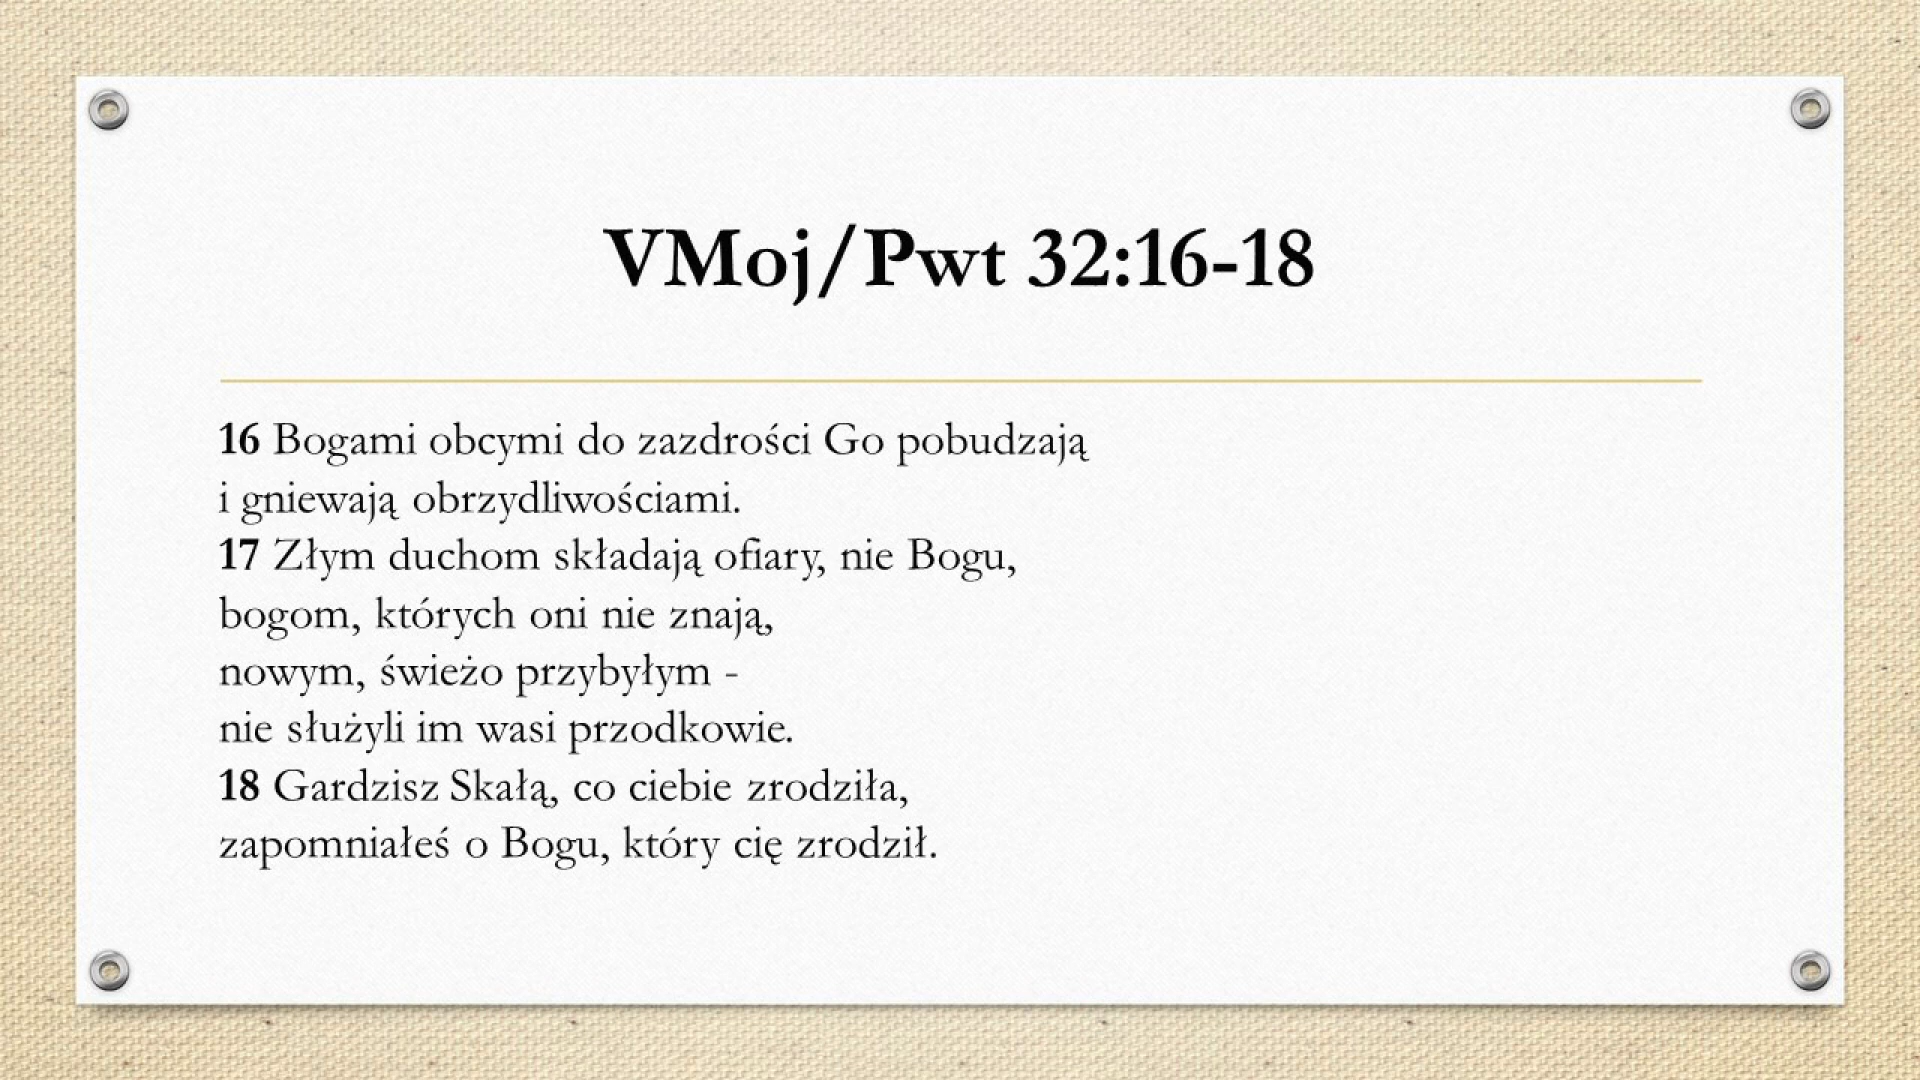 VMoj/Pwt 32:16-18
16 Bogami obcymi do zazdrości Go pobudzają
i gniewają obrzydliwościami.
17 Złym duchom składają ofiary, nie Bogu,
bogom, których oni nie znają,
nowym, świeżo przybyłym -
nie służyli im wasi przodkowie.
18 Gardzisz Skałą, co ciebie zrodziła,
zapomniałeś o Bogu, który cię zrodził.